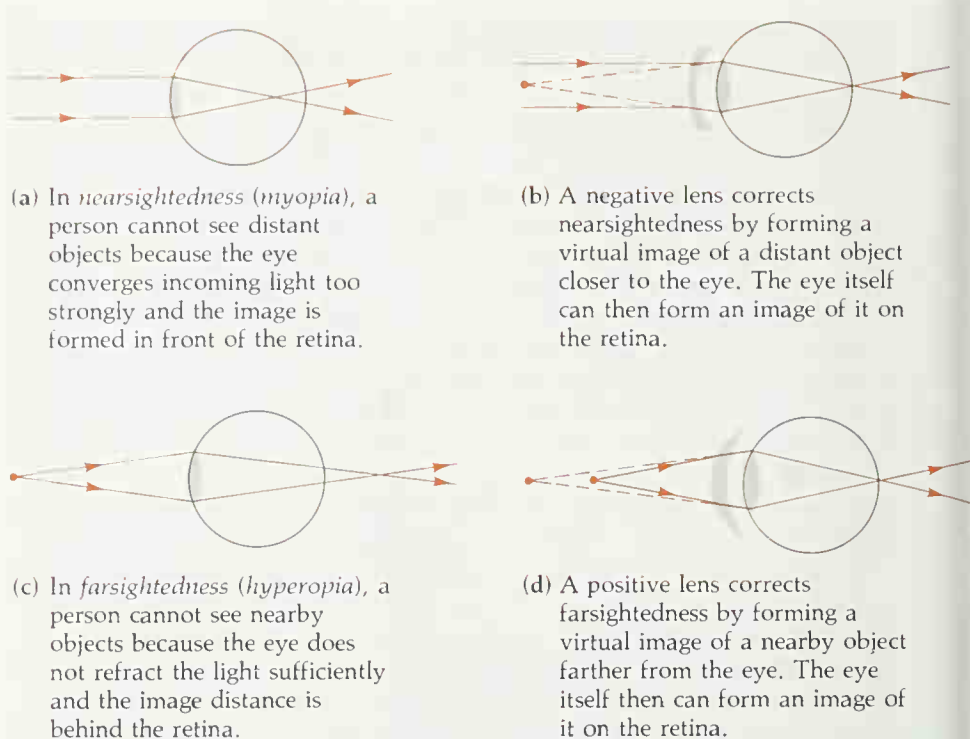 (a) In nearsightedness (myopia), a
person cannot see distant
objects because the eye
converges incoming light too
strongly and the image is
formed in front of the retina.
(b) A negative lens corrects
nearsightedness by forming a
virtual image of a distant object
closer to the eye. The eye itself
can then form an image of it on
the retina.
(c) In farsightedness (hyperopia), a
person cannot see nearby
objects because the eye does
not refract the light sufficiently
and the image distance is
behind the retina.
(d) A positive lens corrects
farsightedness by forming a
virtual image of a nearby object
farther from the eye. The eye
itself then can form an image of
it on the retina.